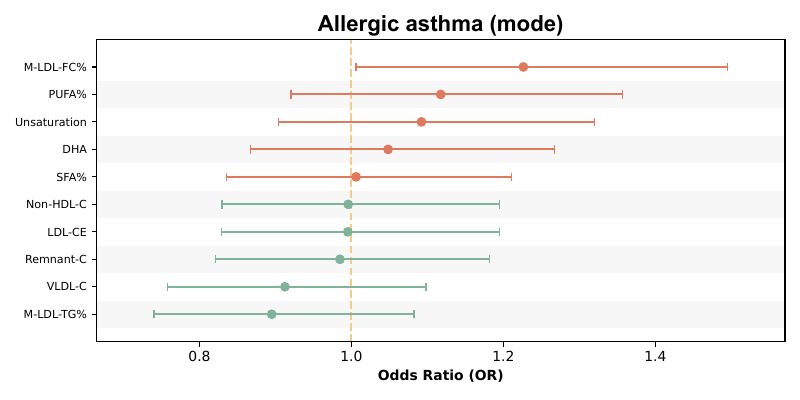 Allergic asthma (mode)
M-LDL-FC%
PUFA%
Unsaturation
DHA
SFA%
Non-HDL-C
LDL-CE
Remnant-C
VLDL-C
M-LDL-TG%
0.8 1.0 1.2 1.4
Odds Ratio (OR)